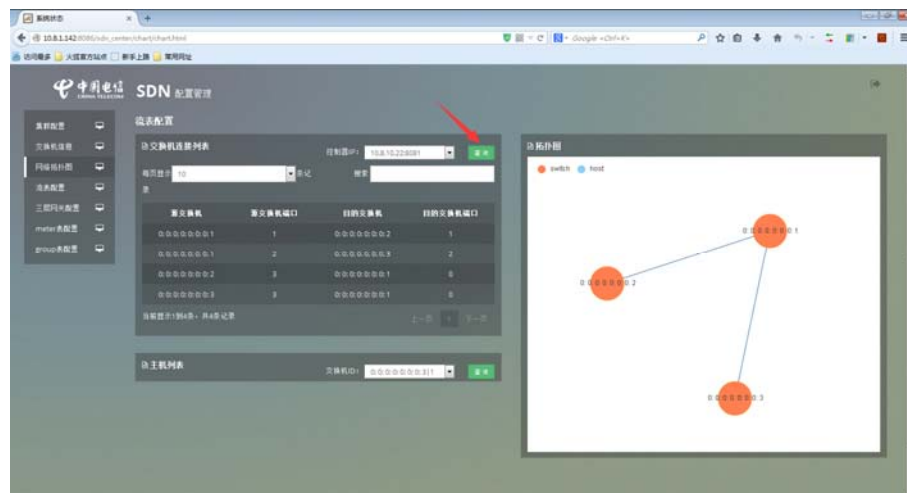 系统状态
10.8.1.142:8086/sdn_center/chart/chart.html
Google <Ctrl+K>
访问最多 火狐官方站点 新手上路 常用网址
中国电信
CHINA TELECOM
SDN 配置管理
流表配置
集群配置
交换机信息
网络拓扑图
流表配置
三层网关配置
meter表配置
group表配置
交换机连接列表
控制器IP: 10.8.10.22:8081 查询
每页显示 10 条记录
搜索
源交换机 源交换机端口 目的交换机 目的交换机端口
0:0:0:0:0:0:0:1 1 0:0:0:0:0:0:0:2 1
0:0:0:0:0:0:0:1 2 0:0:0:0:0:0:0:3 2
0:0:0:0:0:0:0:2 3 0:0:0:0:0:0:0:1 0
0:0:0:0:0:0:0:3 3 0:0:0:0:0:0:0:1 0
当前显示1到4条, 共4条记录
上一页 1 下一页
主机列表
交换机ID: 0:0:0:0:0:0:0:3|1 查询
拓扑图
switch host
0:0:0:0:0:0:0:1
0:0:0:0:0:0:0:2
0:0:0:0:0:0:0:3